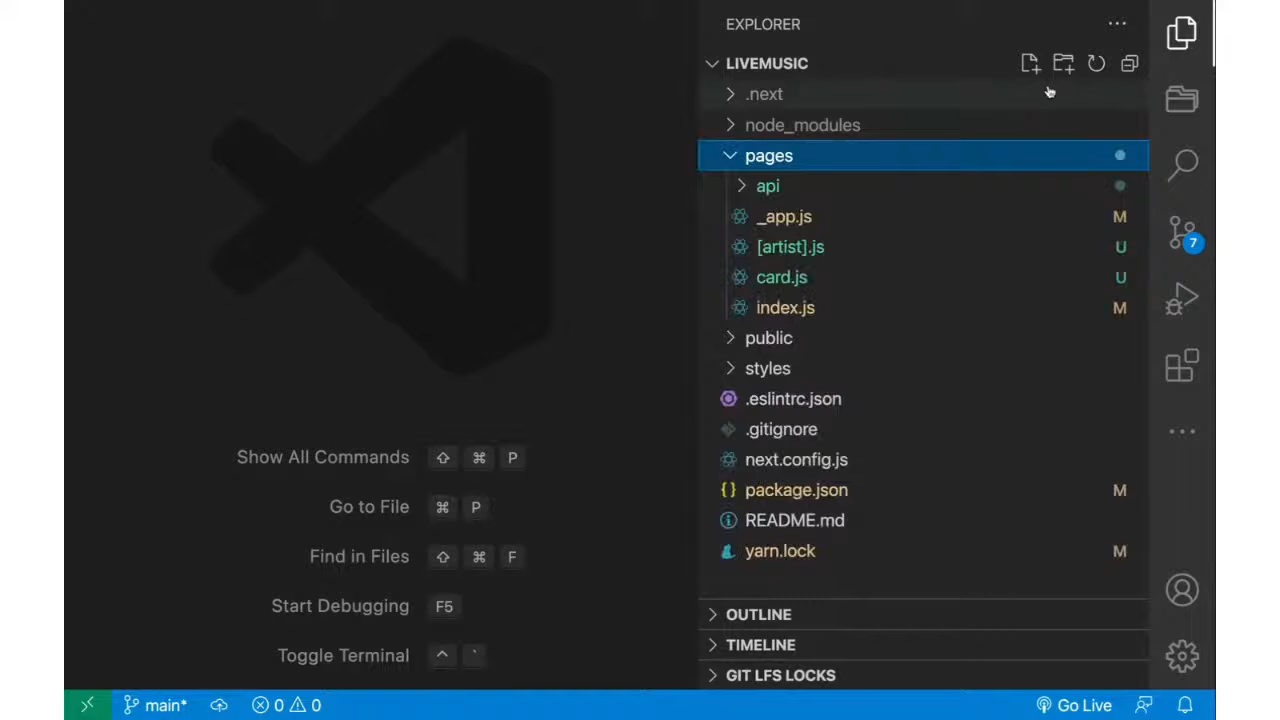 EXPLORER
LIVEMUSIC
.next
node_modules
pages
api
_app.js M
[artist].js U
card.js U
index.js M
public
styles
.eslintrc.json
.gitignore
next.config.js
package.json M
README.md
yarn.lock M
OUTLINE
TIMELINE
GIT LFS LOCKS
7
Show All Commands ⇧ ⌘ P
Go to File ⌘ P
Find in Files ⇧ ⌘ F
Start Debugging F5
Toggle Terminal ^ `
main* 0 0 Go Live